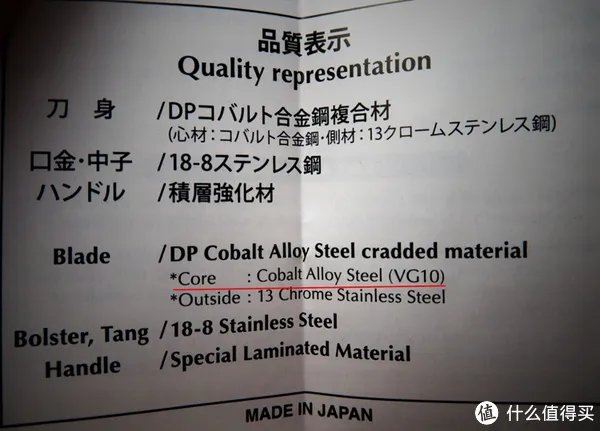 品質表示
Quality representation
刀 身 /DPコバルト合金鋼複合材
(心材：コバルト合金鋼・側材：13クロームステンレス鋼)
口金・中子 /18-8ステンレス鋼
ハンドル /積層強化材
Blade /DP Cobalt Alloy Steel cradded material
*Core : Cobalt Alloy Steel (VG10)
*Outside : 13 Chrome Stainless Steel
Bolster, Tang /18-8 Stainless Steel
Handle /Special Laminated Material
MADE IN JAPAN
值 什么值得买